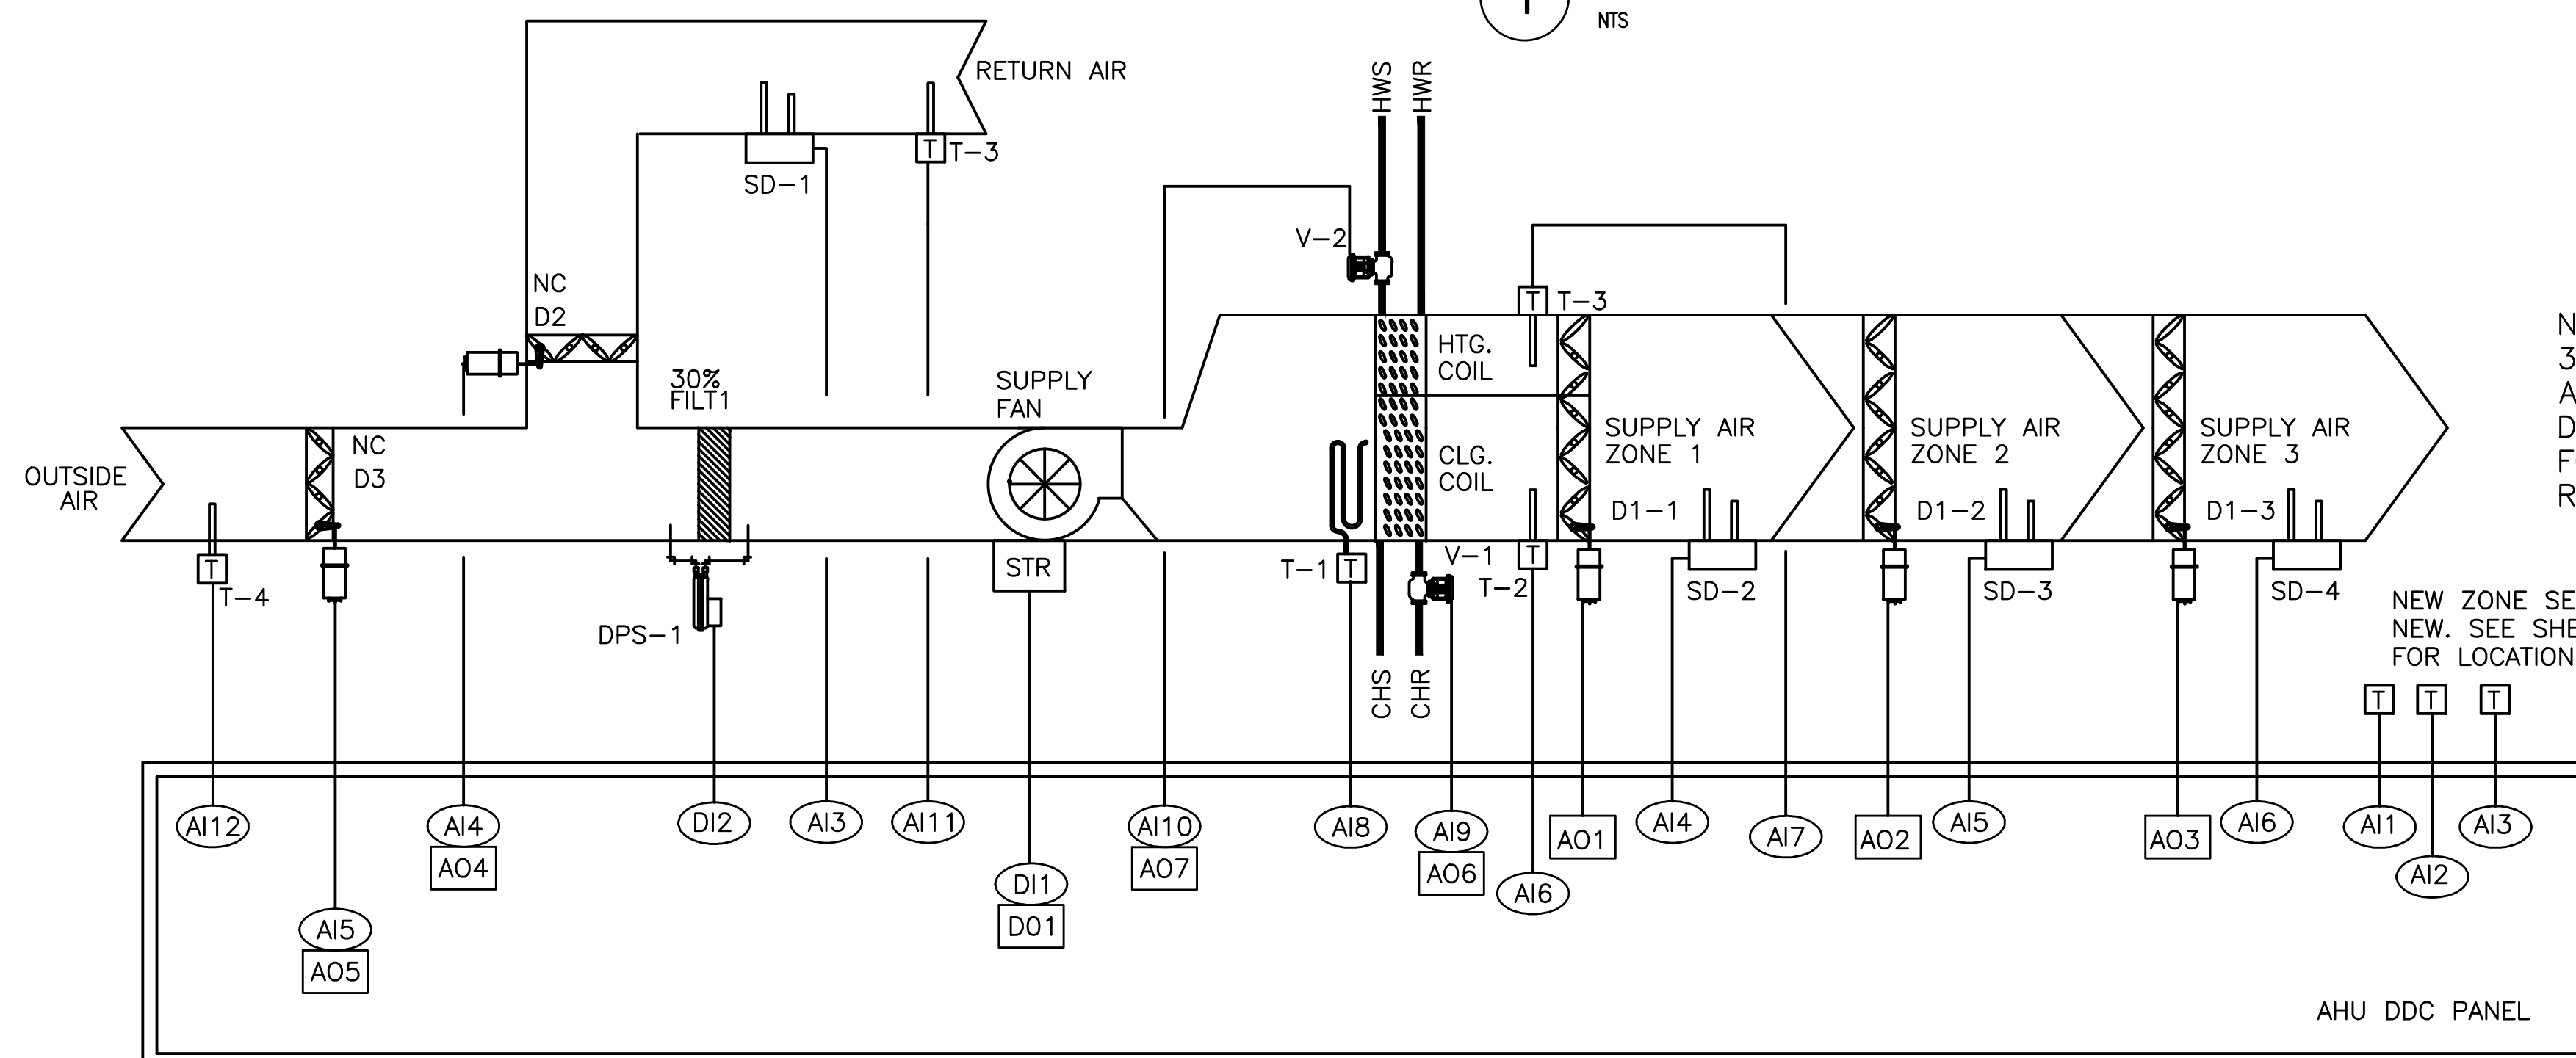 NTS
RETURN AIR
T
T-3
SD-1
HWS
HWR
V-2
NC
D2
T
T-3
30%
FILT1
SUPPLY
FAN
HTG.
COIL
OUTSIDE
AIR
NC
D3
CLG.
COIL
SUPPLY AIR
ZONE 1
SUPPLY AIR
ZONE 2
SUPPLY AIR
ZONE 3
D1-1
D1-2
D1-3
T
T-4
STR
T-1
T
V-1
T
T-2
SD-2
SD-3
SD-4
DPS-1
CHS
CHR
NEW ZONE SE
NEW. SEE SHE
FOR LOCATION
T
T
T
AI12
AI4
AO4
DI2
AI3
AI11
AI10
AO7
AI8
AI9
AO6
AO1
AI4
AI7
AO2
AI5
AO3
AI6
AI1
AI3
DI1
DO1
AI6
AI2
AI5
AO5
AHU DDC PANEL
N
3
A
D
F
R